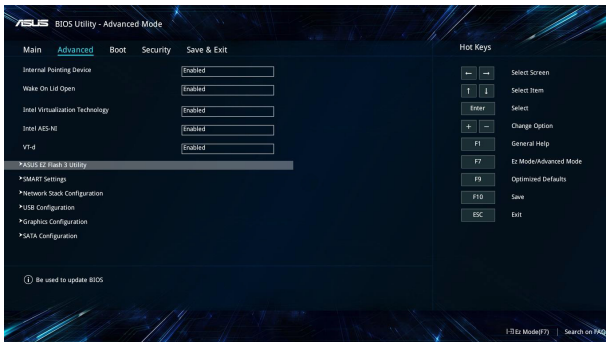 ASUS BIOS Utility - Advanced Mode
Main Advanced Boot Security Save & Exit
Internal Pointing Device Enabled
Wake On Lid Open Enabled
Intel Virtualization Technology Enabled
Intel AES-NI Enabled
VT-d Enabled
>ASUS EZ Flash 3 Utility
>SMART Settings
>Network Stack Configuration
>USB Configuration
>Graphics Configuration
>SATA Configuration
Be used to update BIOS
Hot Keys
← → Select Screen
↑ ↓ Select Item
Enter Select
+ − Change Option
F1 General Help
F7 Ez Mode/Advanced Mode
F9 Optimized Defaults
F10 Save
ESC Exit
Ez Mode(F7) | Search on FAQ